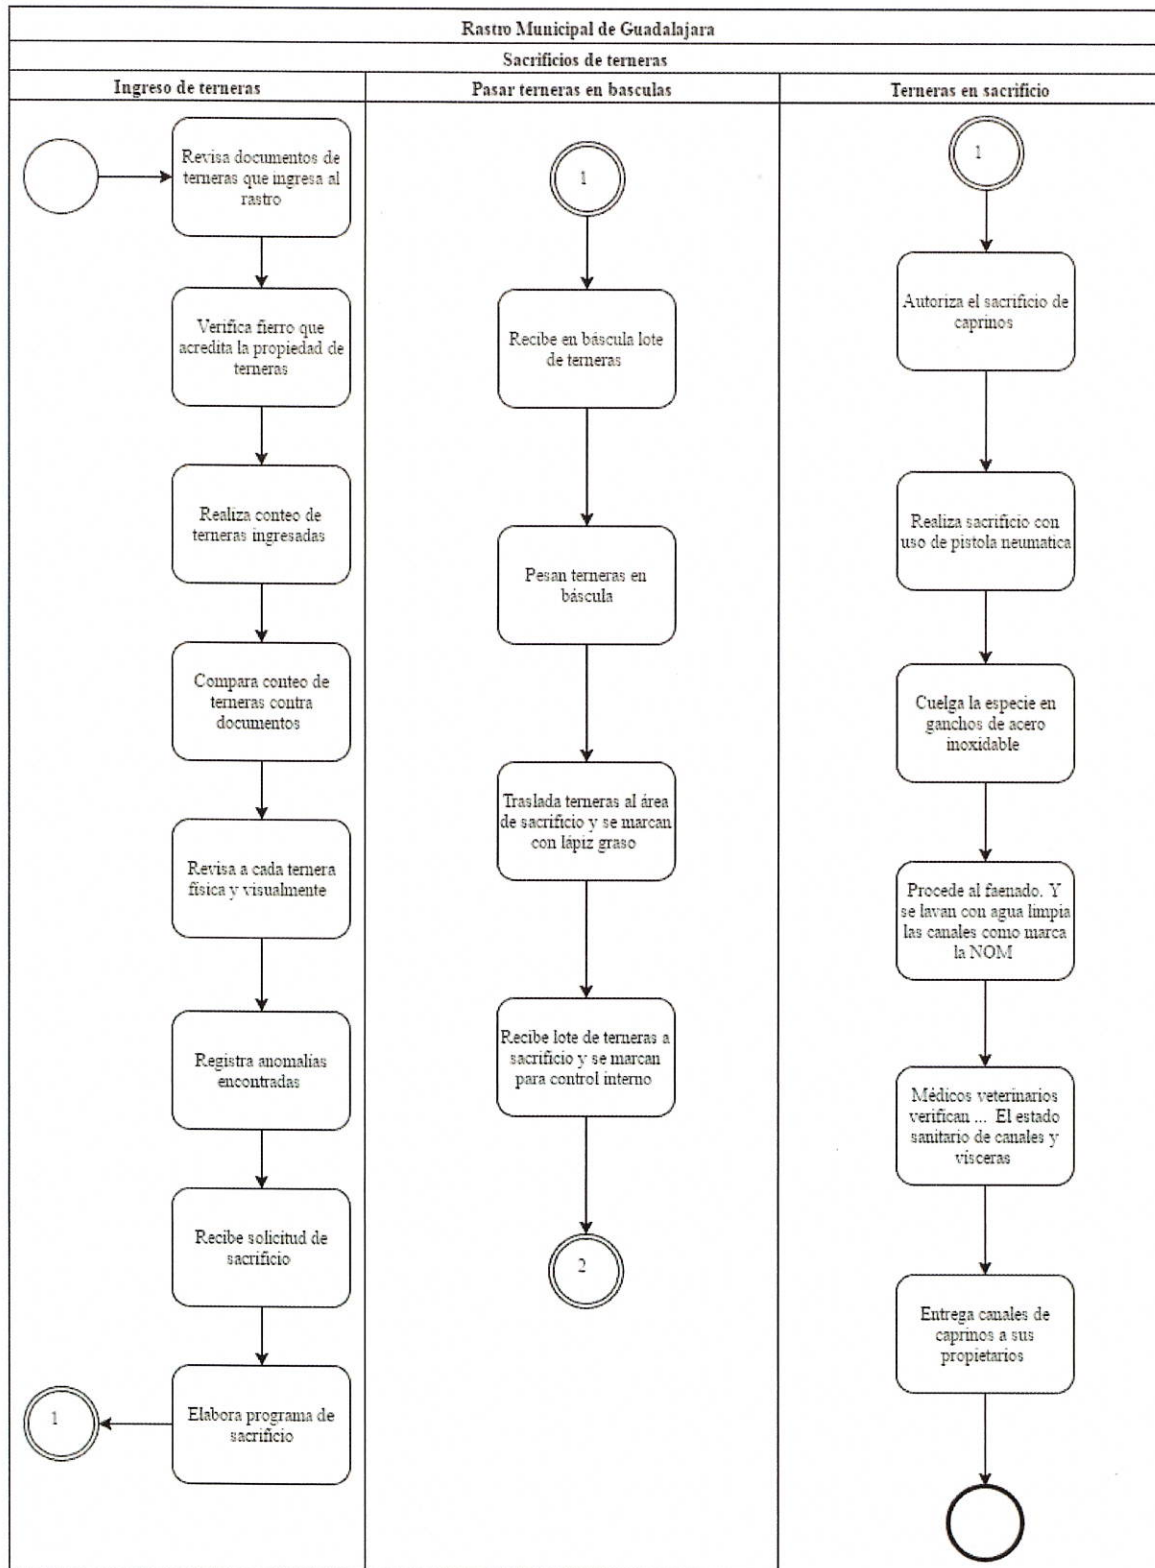 Rastro Municipal de Guadalajara
Sacrificios de terneras
Ingreso de terneras
Pasar terneras en basculas
Terneras en sacrificio
Revisa documentos de
terneras que ingresa al
rastro
Verifica fierro que
acredita la propiedad de
terneras
Realiza conteo de
terneras ingresadas
Compara conteo de
terneras contra
documentos
Revisa a cada ternera
física y visualmente
Registra anomalías
encontradas
Recibe solicitud de
sacrificio
Elabora programa de
sacrificio
1
1
Recibe en báscula lote
de terneras
Pesan terneras en
báscula
Traslada terneras al área
de sacrificio y se marcan
con lápiz graso
Recibe lote de terneras a
sacrificio y se marcan
para control interno
2
1
Autoriza el sacrificio de
caprinos
Realiza sacrificio con
uso de pistola neumatica
Cuelga la especie en
ganchos de acero
inoxidable
Procede al faenado. Y
se lavan con agua limpia
las canales como marca
la NOM
Médicos veterinarios
verifican ... El estado
sanitario de canales y
vísceras
Entrega canales de
caprinos a sus
propietarios